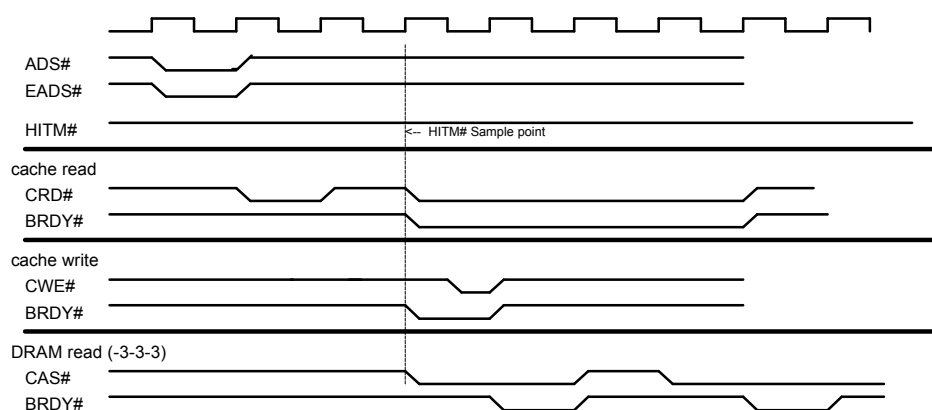 ADS#
EADS#
HITM#
<-- HITM# Sample point
cache read
CRD#
BRDY#
cache write
CWE#
BRDY#
DRAM read (-3-3-3)
CAS#
BRDY#